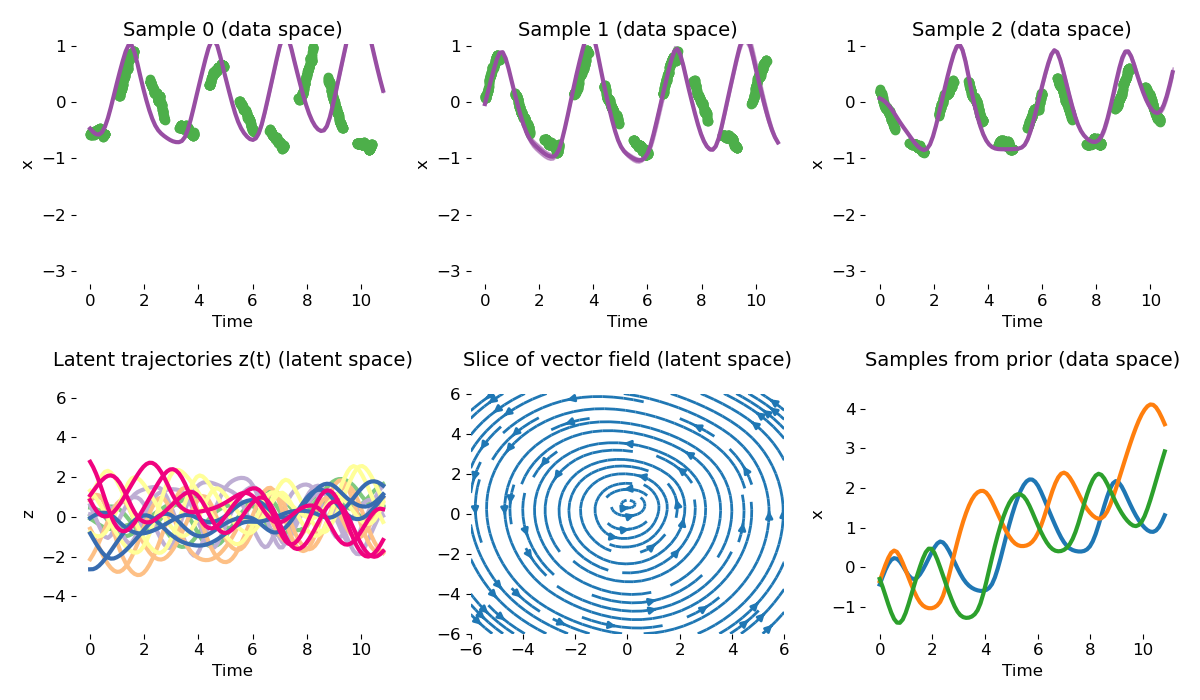 Sample 0 (data space)
Sample 1 (data space)
Sample 2 (data space)
1
0
−1
−2
−3
x
0 2 4 6 8 10
Time
1
0
−1
−2
−3
x
0 2 4 6 8 10
Time
1
0
−1
−2
−3
x
0 2 4 6 8 10
Time
Latent trajectories z(t) (latent space)
Slice of vector field (latent space)
Samples from prior (data space)
6
4
2
0
−2
−4
z
0 2 4 6 8 10
Time
6
4
2
0
−2
−4
−6
−6 −4 −2 0 2 4 6
4
3
2
1
0
−1
x
0 2 4 6 8 10
Time